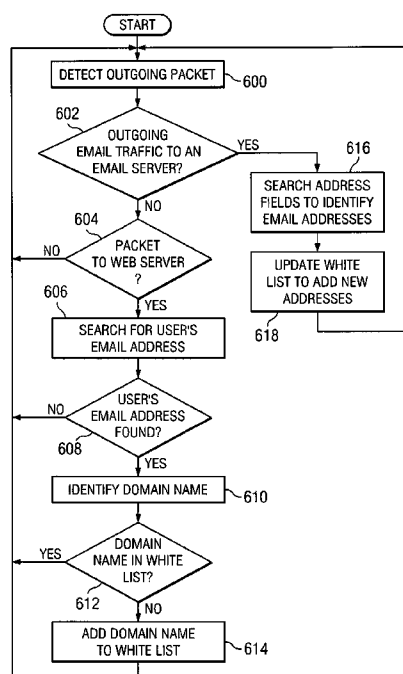 START
DETECT OUTGOING PACKET
600
602
OUTGOING
EMAIL TRAFFIC TO AN
EMAIL SERVER?
YES
616
SEARCH ADDRESS
FIELDS TO IDENTIFY
EMAIL ADDRESSES
NO
604
PACKET
TO WEB SERVER
?
NO
UPDATE WHITE
LIST TO ADD NEW
ADDRESSES
618
606
YES
SEARCH FOR USER'S
EMAIL ADDRESS
NO
USER'S
EMAIL ADDRESS
FOUND?
608
YES
IDENTIFY DOMAIN NAME
610
YES
DOMAIN
NAME IN WHITE
LIST?
612
NO
ADD DOMAIN NAME
TO WHITE LIST
614